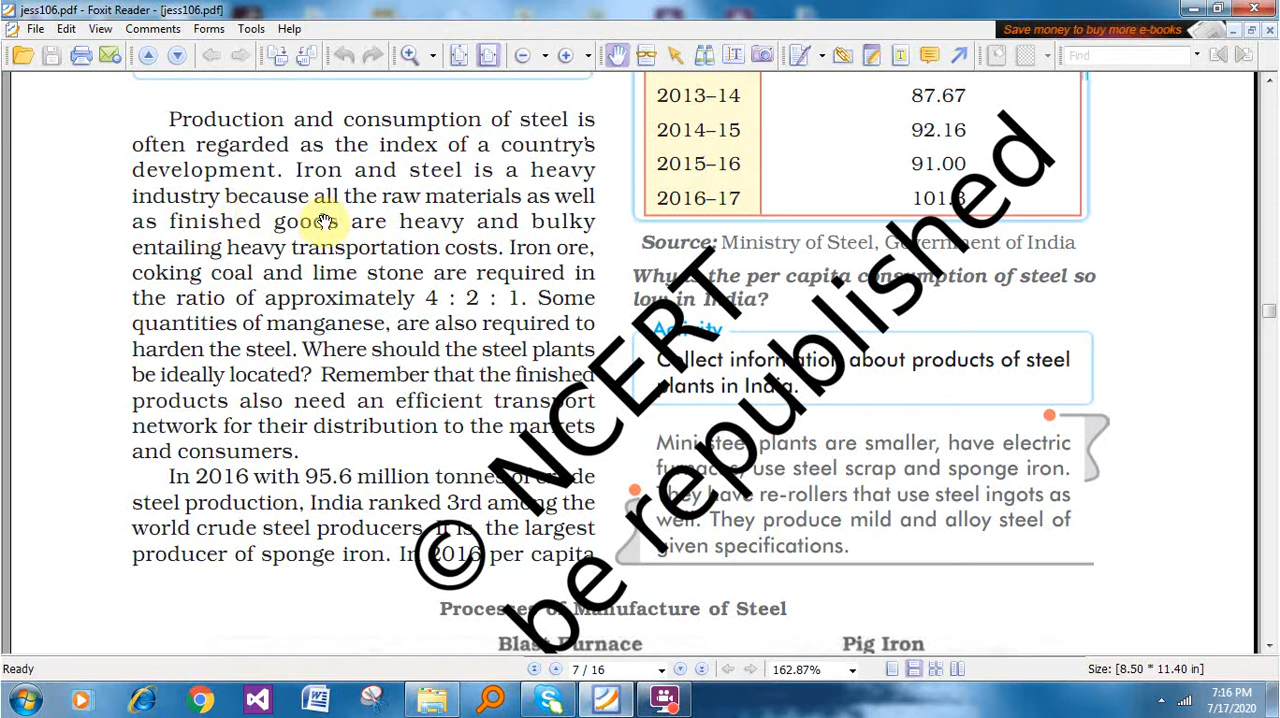 jess106.pdf - Foxit Reader - [jess106.pdf]
File Edit View Comments Forms Tools Help
Save money to buy more e-books
Find
Production and consumption of steel is
often regarded as the index of a country's
development. Iron and steel is a heavy
industry because all the raw materials as well
as finished goods are heavy and bulky
entailing heavy transportation costs. Iron ore,
coking coal and lime stone are required in
the ratio of approximately 4 : 2 : 1. Some
quantities of manganese, are also required to
harden the steel. Where should the steel plants
be ideally located? Remember that the finished
products also need an efficient transport
network for their distribution to the markets
and consumers.
In 2016 with 95.6 million tonnes of crude
steel production, India ranked 3rd among the
world crude steel producers. It is the largest
producer of sponge iron. In 2016 per capita
2013–14 87.67
2014–15 92.16
2015–16 91.00
2016–17 101.3
Source: Ministry of Steel, Government of India
Why is the per capita consumption of steel so
low in India?
Activity
Collect information about products of steel
plants in India.
Mini steel plants are smaller, have electric
furnaces, use steel scrap and sponge iron.
They have re-rollers that use steel ingots as
well. They produce mild and alloy steel of
given specifications.
Processes of Manufacture of Steel
Blast Furnace Pig Iron
© NCERT
be republished
Ready
7 / 16
162.87%
Size: [8.50 * 11.40 in]
7:16 PM
7/17/2020